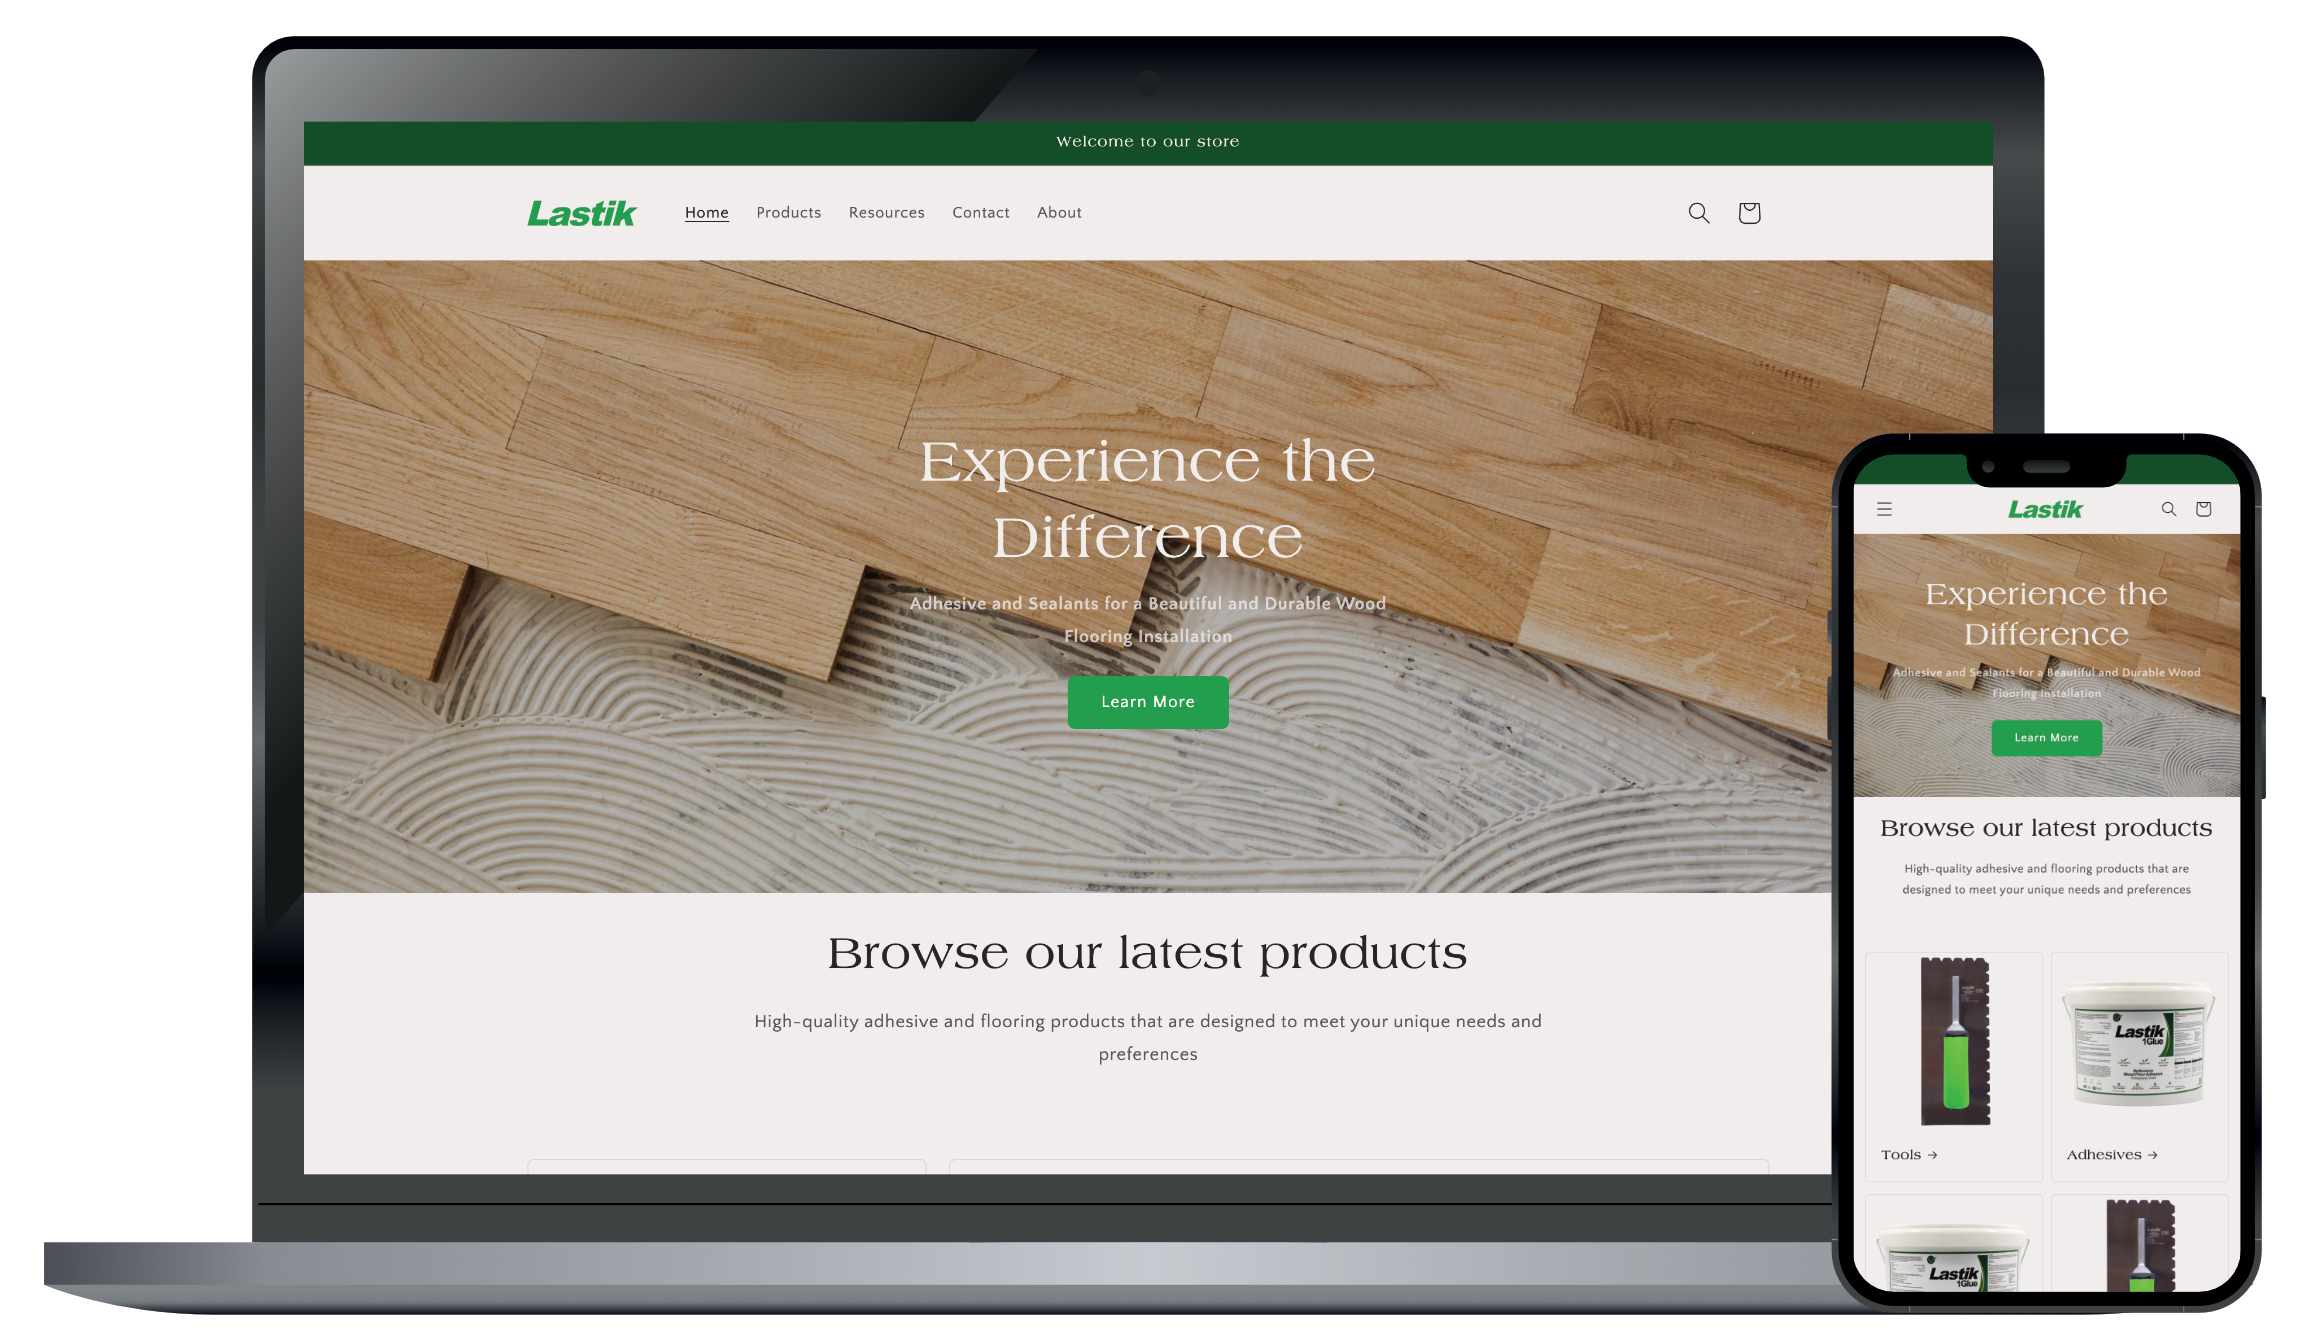 Welcome to our store
Lastik
Home
Products
Resources
Contact
About
Experience the
Difference
Adhesive and Sealants for a Beautiful and Durable Wood
Flooring Installation
Learn More
Browse our latest products
High-quality adhesive and flooring products that are designed to meet your unique needs and
preferences
Lastik
Experience the
Difference
Adhesive and Sealants for a Beautiful and Durable Wood
Flooring Installation
Learn More
Browse our latest products
High-quality adhesive and flooring products that are
designed to meet your unique needs and preferences
Lastik
Lastik
1Glue
Tools →
Adhesives →
Lastik
1Glue
Lastik